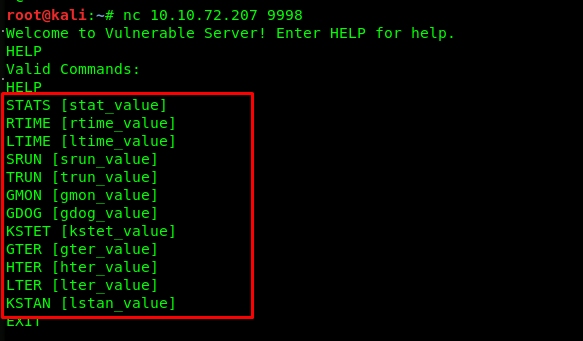 root@kali:~# nc 10.10.72.207 9998
Welcome to Vulnerable Server! Enter HELP for help.
HELP
Valid Commands:
HELP
STATS [stat_value]
RTIME [rtime_value]
LTIME [ltime_value]
SRUN [srun_value]
TRUN [trun_value]
GMON [gmon_value]
GDOG [gdog_value]
KSTET [kstet_value]
GTER [gter_value]
HTER [hter_value]
LTER [lter_value]
KSTAN [lstan_value]
EXIT